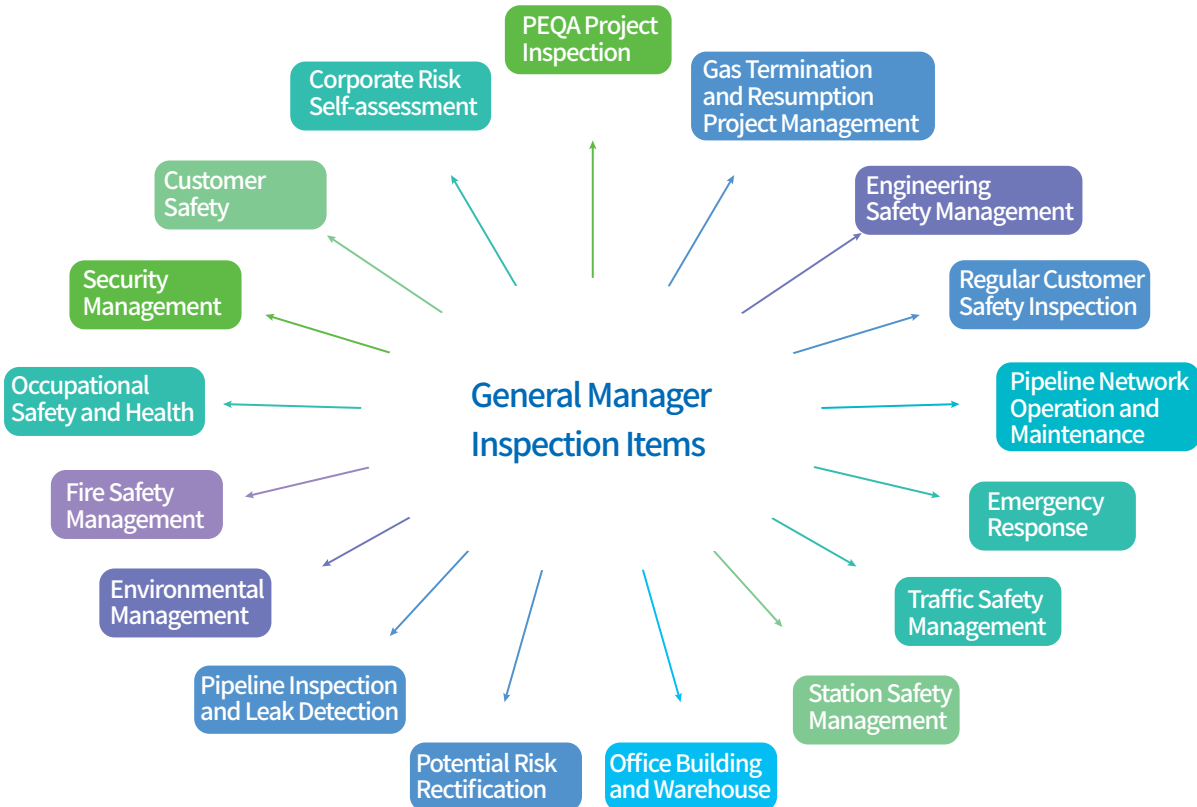 PEQA Project
Inspection
Gas Termination
and Resumption
Project Management
Engineering
Safety Management
Regular Customer
Safety Inspection
Pipeline Network
Operation and
Maintenance
Emergency
Response
Traffic Safety
Management
Station Safety
Management
Office Building
and Warehouse
Potential Risk
Rectification
Pipeline Inspection
and Leak Detection
Environmental
Management
Fire Safety
Management
Occupational
Safety and Health
Security
Management
Customer
Safety
Corporate Risk
Self-assessment
General Manager
Inspection Items